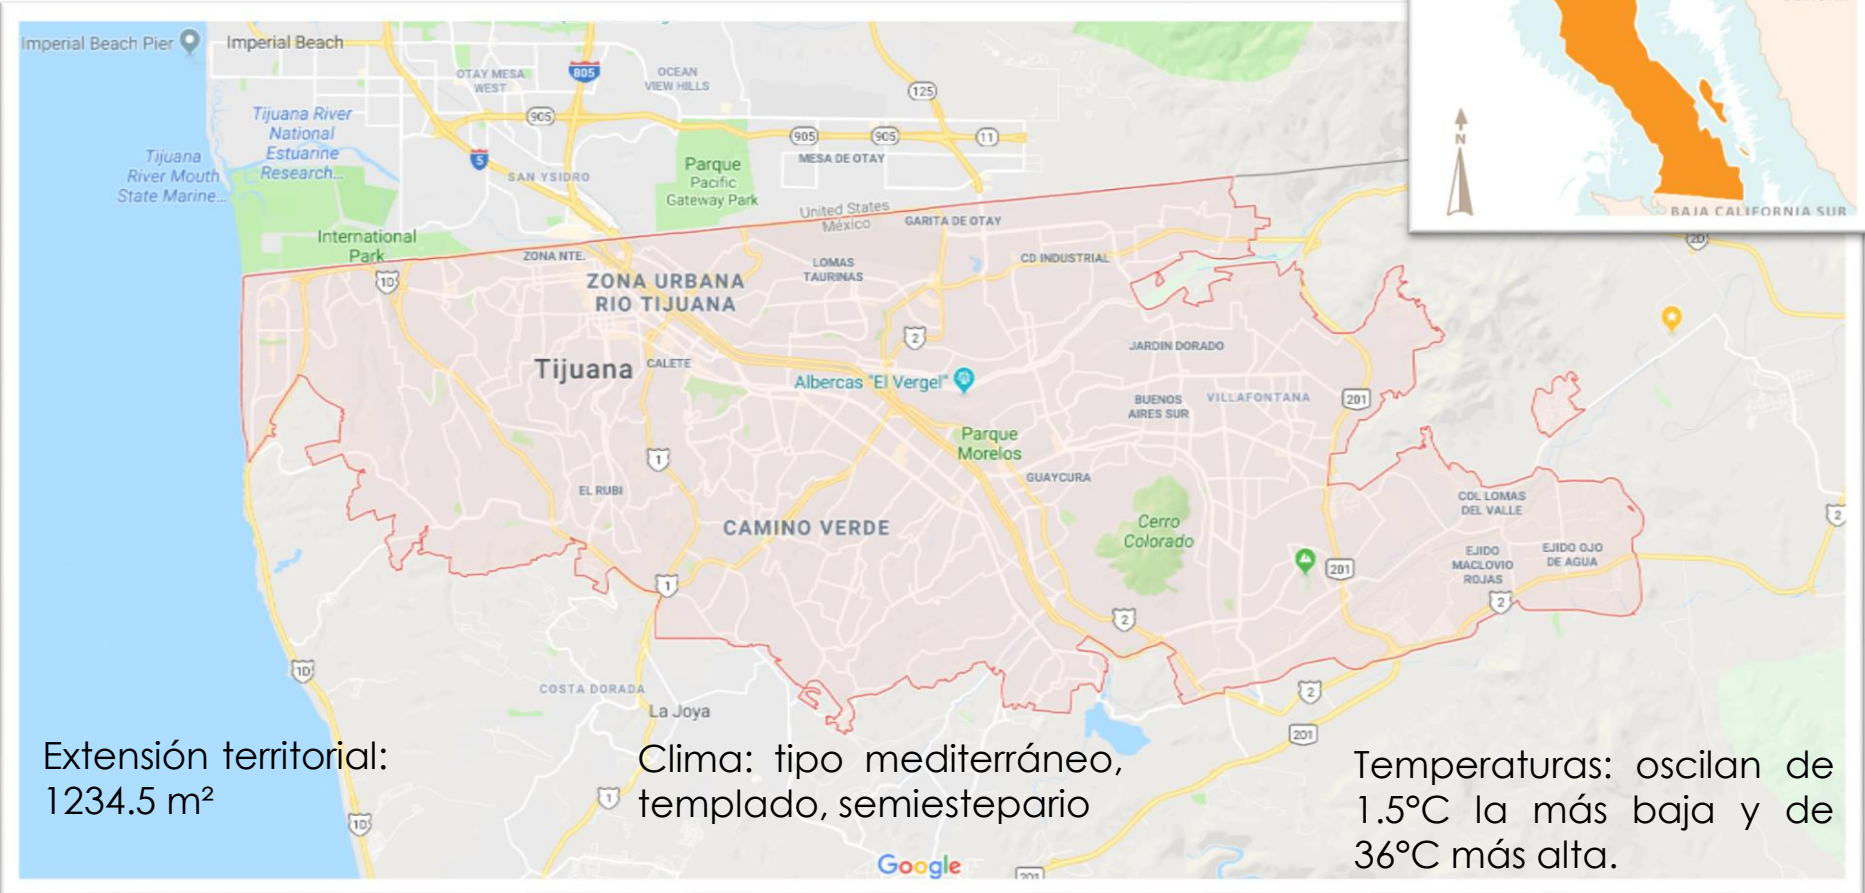 Imperial Beach Pier
Imperial Beach
OTAY MESA
WEST
805
OCEAN
VIEW HILLS
125
905
905
905
11
Tijuana River
National
Estuarine
Research...
5
MESA DE OTAY
Tijuana
River Mouth
State Marine...
SAN YSIDRO
Parque
Pacific
Gateway Park
N
BAJA CALIFORNIA SUR
United States
México
GARITA DE OTAY
International
Park
ZONA NTE.
LOMAS
TAURINAS
CD INDUSTRIAL
1D
ZONA URBANA
RIO TIJUANA
2
JARDIN DORADO
Tijuana
CALETE
Albercas "El Vergel"
BUENOS
AIRES SUR
VILLAFONTANA
201
Parque
Morelos
1
GUAYCURA
EL RUBI
COL LOMAS
DEL VALLE
2
CAMINO VERDE
Cerro
Colorado
EJIDO
MACLOVIO
ROJAS
EJIDO OJO
DE AGUA
201
1
2
2
1D
COSTA DORADA
La Joya
2
201
Extensión territorial:
1234.5 m²
Clima: tipo mediterráneo,
templado, semiestepario
Temperaturas: oscilan de
1.5°C la más baja y de
36°C más alta.
1
1D
Google
201